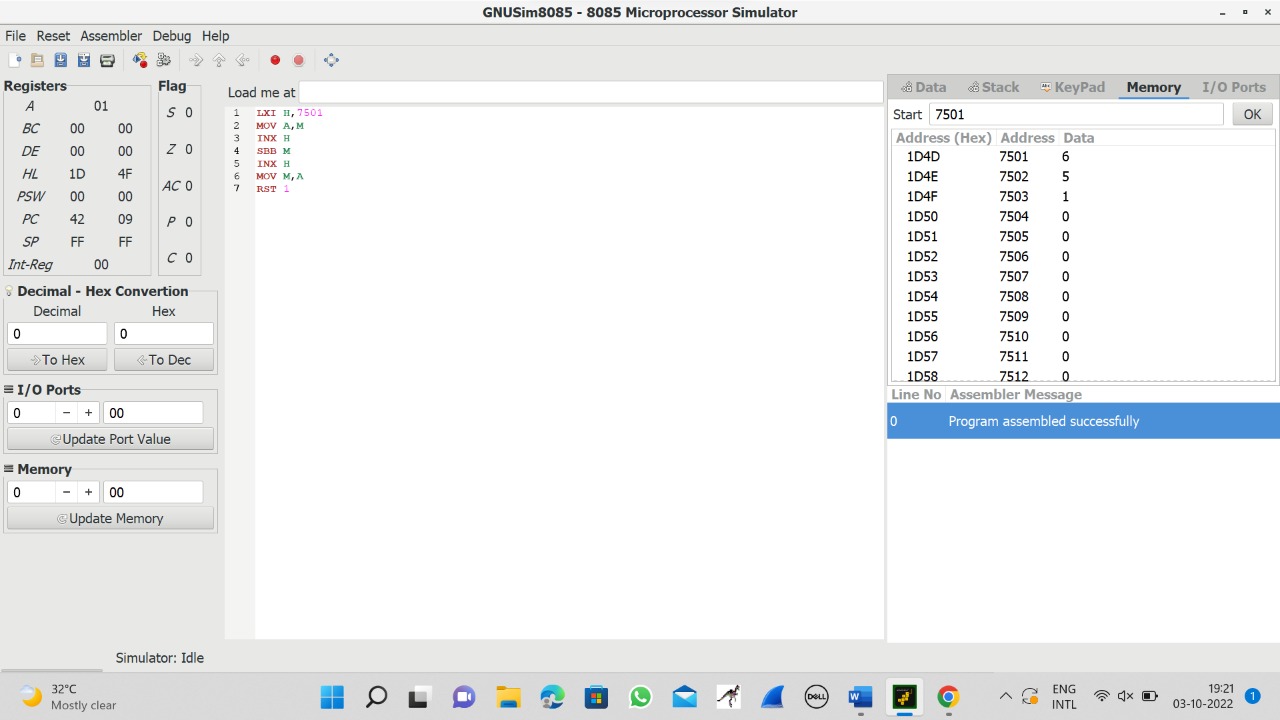 GNUSim8085 - 8085 Microprocessor Simulator
File Reset Assembler Debug Help
Registers
A 01
BC 00 00
DE 00 00
HL 1D 4F
PSW 00 00
PC 42 09
SP FF FF
Int-Reg 00
Flag
S 0
Z 0
AC 0
P 0
C 0
Decimal - Hex Convertion
Decimal Hex
0 0
To Hex To Dec
I/O Ports
0 − + 00
Update Port Value
Memory
0 − + 00
Update Memory
Load me at
1 LXI H,7501
2 MOV A,M
3 INX H
4 SBB M
5 INX H
6 MOV M,A
7 RST 1
Data Stack KeyPad Memory I/O Ports
Start 7501 OK
Address (Hex) Address Data
1D4D 7501 6
1D4E 7502 5
1D4F 7503 1
1D50 7504 0
1D51 7505 0
1D52 7506 0
1D53 7507 0
1D54 7508 0
1D55 7509 0
1D56 7510 0
1D57 7511 0
1D58 7512 0
Line No Assembler Message
0 Program assembled successfully
Simulator: Idle
32°C
Mostly clear
DELL
W
ENG
INTL
19:21
03-10-2022
1